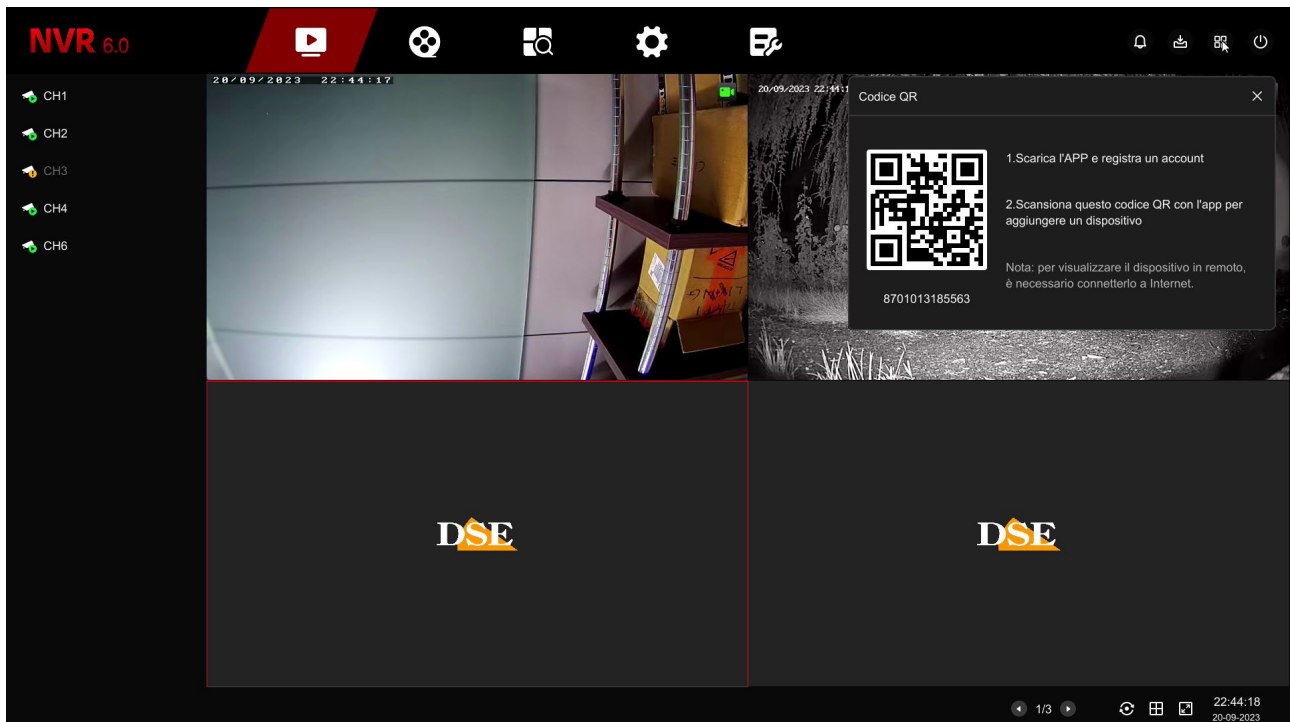 NVR 6.0
CH1
CH2
CH3
CH4
CH6
20/09/2023 22:44:17
20/09/2023 22:44:1
Codice QR
1.Scarica l'APP e registra un account
2.Scansiona questo codice QR con l'app per
aggiungere un dispositivo
Nota: per visualizzare il dispositivo in remoto,
è necessario connetterlo a Internet.
8701013185563
DSE
DSE
1/3
22:44:18
20-09-2023